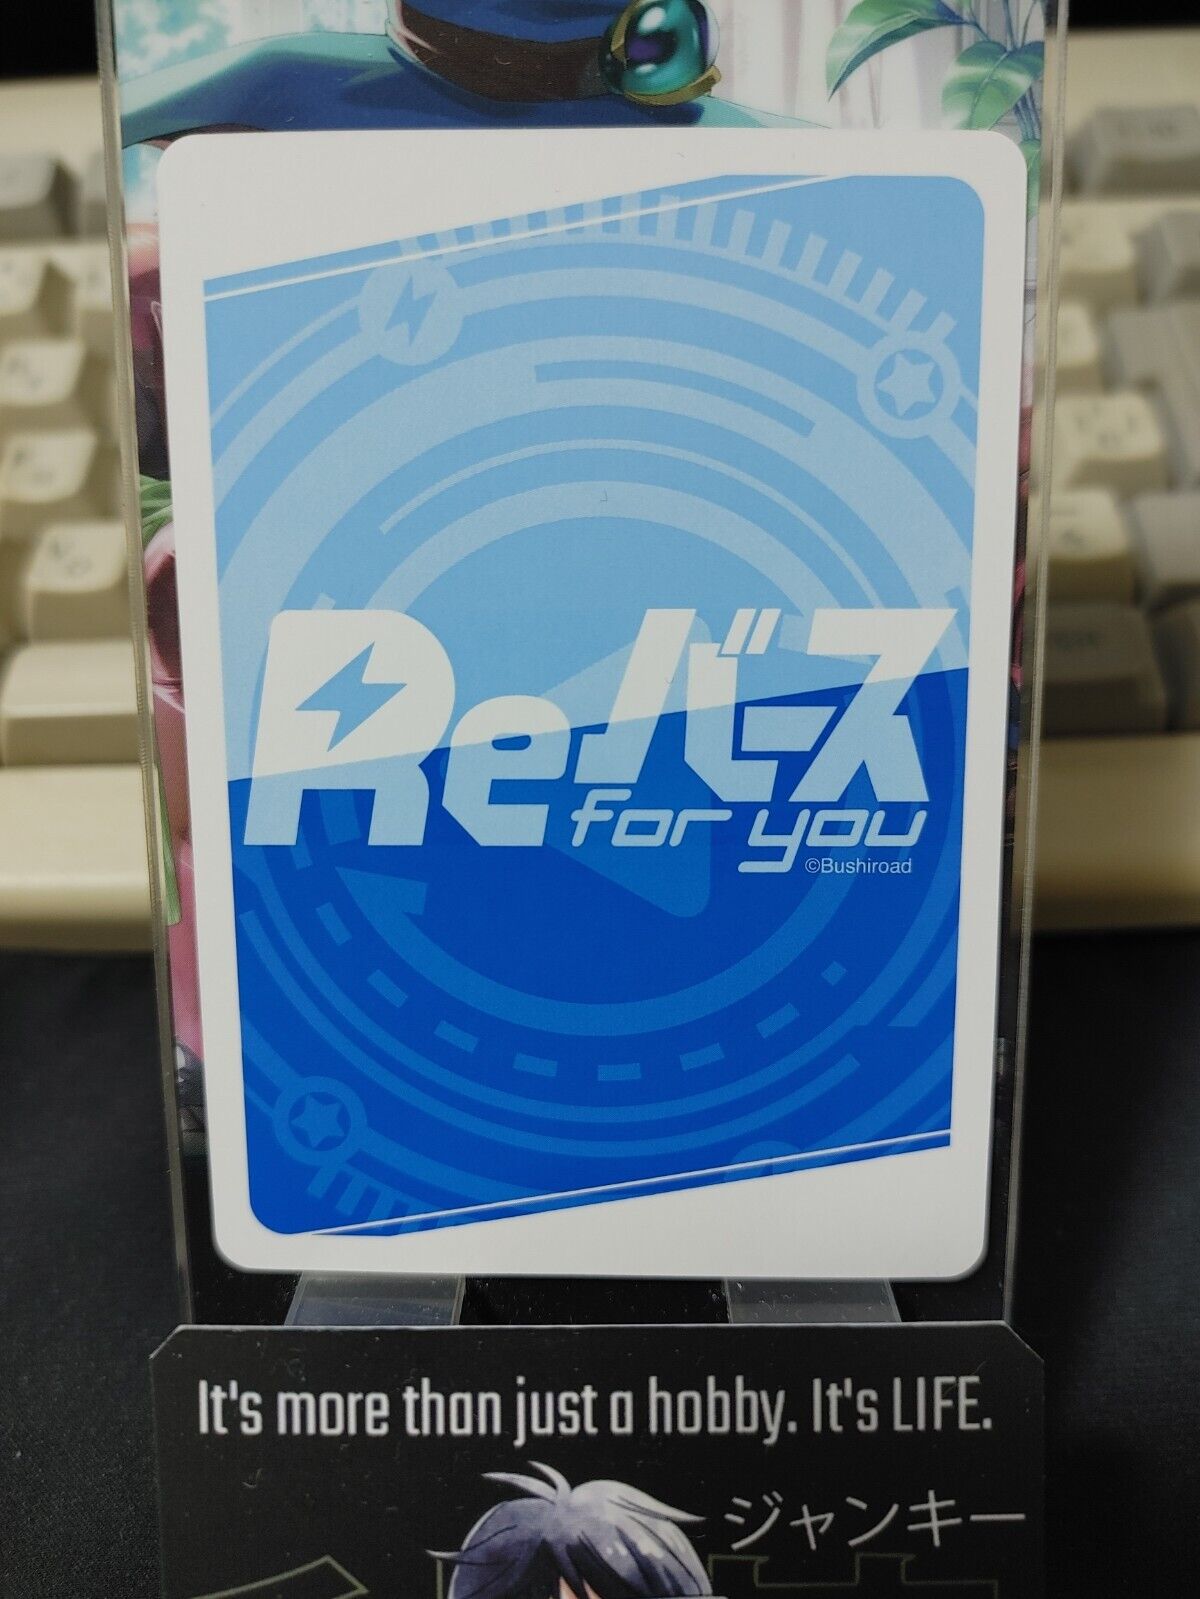 Reバース
for you
©Bushiroad
It's more than just a hobby. It's LIFE.
ジャンキー